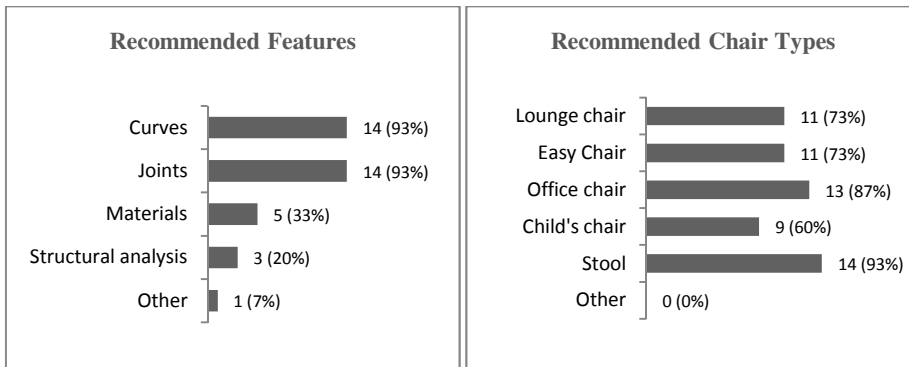 Recommended Features
Curves 14 (93%)
Joints 14 (93%)
Materials 5 (33%)
Structural analysis 3 (20%)
Other 1 (7%)
Recommended Chair Types
Lounge chair 11 (73%)
Easy Chair 11 (73%)
Office chair 13 (87%)
Child's chair 9 (60%)
Stool 14 (93%)
Other 0 (0%)